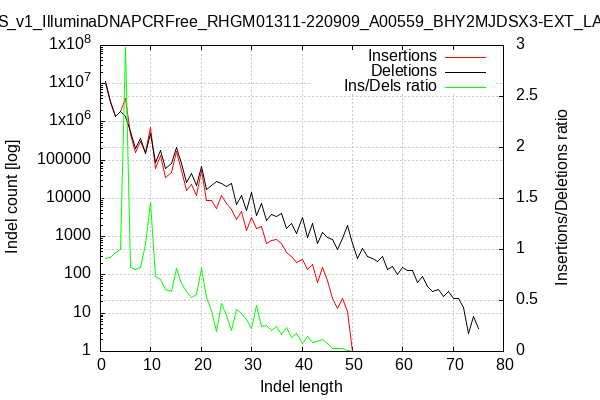 S_v1_IlluminaDNAPCRFree_RHGM01311-220909_A00559_BHY2MJDSX3-EXT_LA
Insertions
Deletions
Ins/Dels ratio
1x10^8
1x10^7
1x10^6
100000
10000
1000
100
10
1
3
2.5
2
1.5
1
0.5
0
0 10 20 30 40 50 60 70 80
Indel length
Indel count [log]
Insertions/Deletions ratio